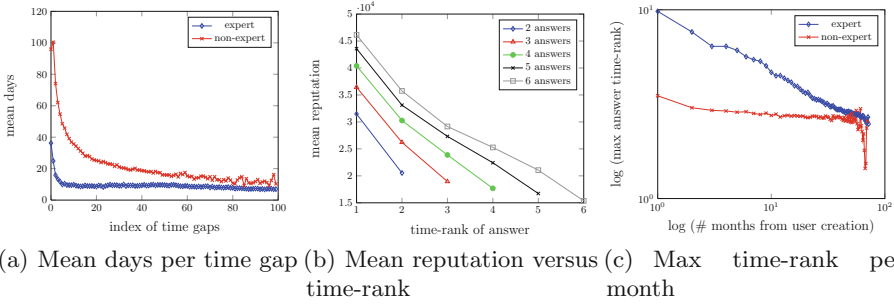 120
100
80
60
40
20
0
0 20 40 60 80 100
mean days
index of time gaps
expert
non-expert
·10⁴
5
4.5
4
3.5
3
2.5
2
1.5
1 2 3 4 5 6
mean reputation
time-rank of answer
2 answers
3 answers
4 answers
5 answers
6 answers
10¹
10⁰
10⁰ 10¹ 10²
log (max answer time-rank)
log (# months from user creation)
expert
non-expert
a) Mean days per time gap
(b) Mean reputation versus
time-rank
(c) Max time-rank pe
month